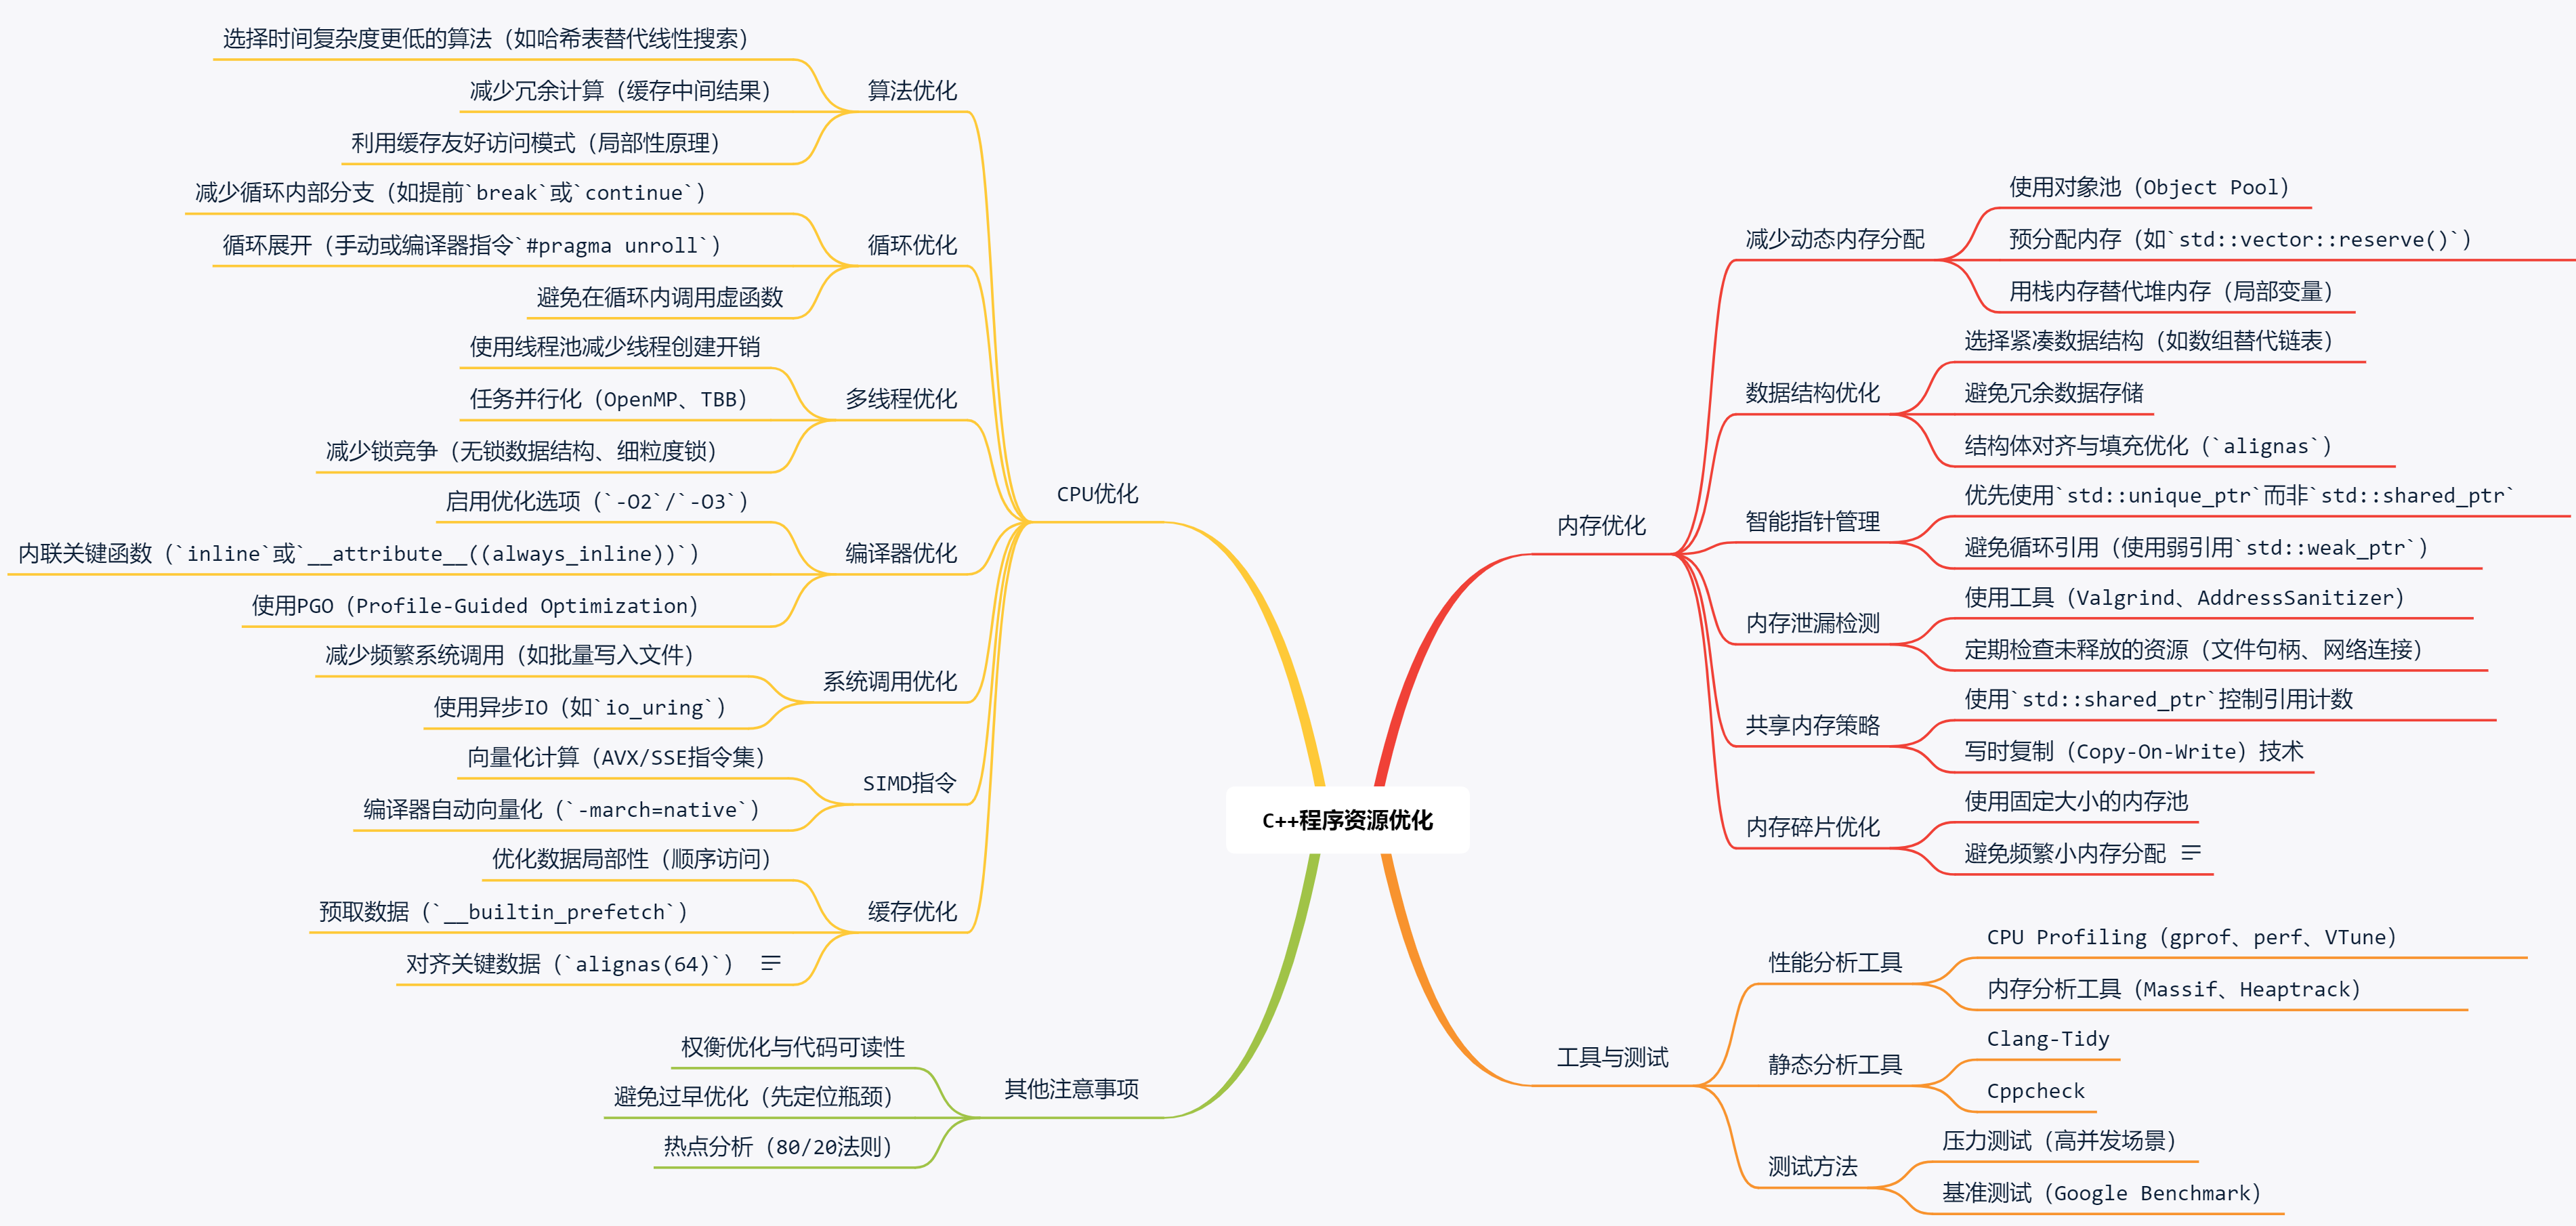 C++程序资源优化
内存优化
减少动态内存分配
使用对象池（Object Pool）
预分配内存（如`std::vector::reserve()`）
用栈内存替代堆内存（局部变量）
数据结构优化
选择紧凑数据结构（如数组替代链表）
避免冗余数据存储
结构体对齐与填充优化（`alignas`）
智能指针管理
优先使用`std::unique_ptr`而非`std::shared_ptr`
避免循环引用（使用弱引用`std::weak_ptr`）
内存泄漏检测
使用工具（Valgrind、AddressSanitizer）
定期检查未释放的资源（文件句柄、网络连接）
共享内存策略
使用`std::shared_ptr`控制引用计数
写时复制（Copy-On-Write）技术
内存碎片优化
使用固定大小的内存池
避免频繁小内存分配
工具与测试
性能分析工具
CPU Profiling（gprof、perf、VTune）
内存分析工具（Massif、Heaptrack）
静态分析工具
Clang-Tidy
Cppcheck
测试方法
压力测试（高并发场景）
基准测试（Google Benchmark）
CPU优化
算法优化
选择时间复杂度更低的算法（如哈希表替代线性搜索）
减少冗余计算（缓存中间结果）
利用缓存友好访问模式（局部性原理）
循环优化
减少循环内部分支（如提前`break`或`continue`）
循环展开（手动或编译器指令`#pragma unroll`）
避免在循环内调用虚函数
多线程优化
使用线程池减少线程创建开销
任务并行化（OpenMP、TBB）
减少锁竞争（无锁数据结构、细粒度锁）
编译器优化
启用优化选项（`-O2`/`-O3`）
内联关键函数（`inline`或`__attribute__((always_inline))`）
使用PGO（Profile-Guided Optimization）
系统调用优化
减少频繁系统调用（如批量写入文件）
使用异步IO（如`io_uring`）
SIMD指令
向量化计算（AVX/SSE指令集）
编译器自动向量化（`-march=native`）
缓存优化
优化数据局部性（顺序访问）
预取数据（`__builtin_prefetch`）
对齐关键数据（`alignas(64)`）
其他注意事项
权衡优化与代码可读性
避免过早优化（先定位瓶颈）
热点分析（80/20法则）